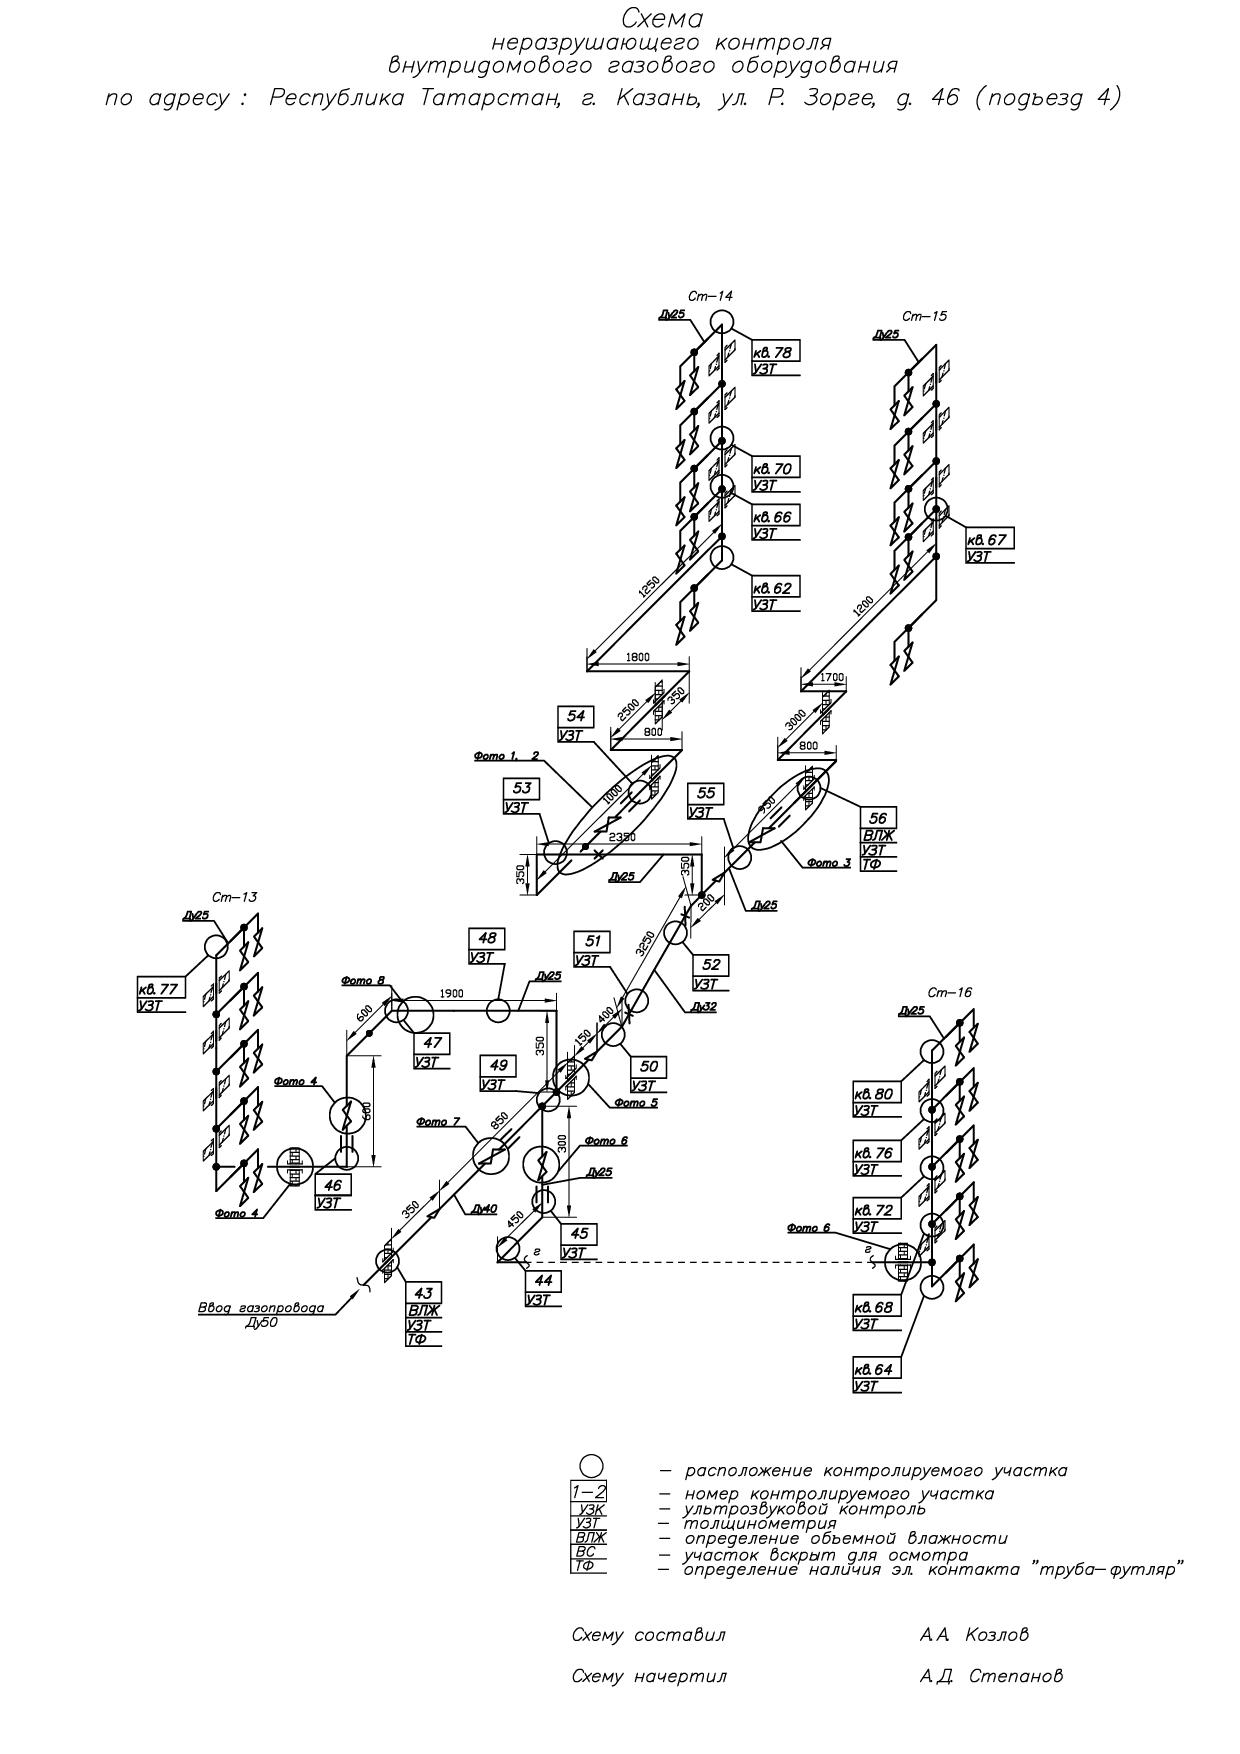 Схема
неразрушающего контроля
внутридомового газового оборудования
по адресу : Республика Татарстан, г. Казань, ул. Р. Зорге, д. 46 (подъезд 4)
Ст-14
Ду25
кв. 78
УЗТ
кв. 70
УЗТ
кв. 66
УЗТ
кв. 62
УЗТ
1250
1800
350
2500
800
Ст-15
Ду25
кв. 67
УЗТ
1200
1700
3000
800
54
УЗТ
Фото 1, 2
53
УЗТ
1000
2350
350
Ду25
350
55
УЗТ
950
56
ВЛЖ
УЗТ
ТФ
Фото 3
200
Ду25
Ст-13
Ду25
кв. 77
УЗТ
48
УЗТ
Фото 8
1900
Ду25
600
47
УЗТ
350
51
УЗТ
3250
52
УЗТ
Ду32
400
150
50
УЗТ
49
УЗТ
Фото 5
Фото 4
600
Фото 7
850
300
Фото 6
Ду25
46
УЗТ
Фото 4
350
Ду40
450
45
УЗТ
г
44
УЗТ
43
ВЛЖ
УЗТ
ТФ
Ввод газопровода
Ду50
Ст-16
Ду25
кв. 80
УЗТ
кв. 76
УЗТ
кв. 72
УЗТ
Фото 6
г
кв. 68
УЗТ
кв. 64
УЗТ
– расположение контролируемого участка
1-2 – номер контролируемого участка
УЗК – ультрозвуковой контроль
УЗТ – толщинометрия
ВЛЖ – определение объемной влажности
ВС – участок вскрыт для осмотра
ТФ – определение наличия эл. контакта "труба-футляр"
Схему составил А.А. Козлов
Схему начертил А.Д. Степанов